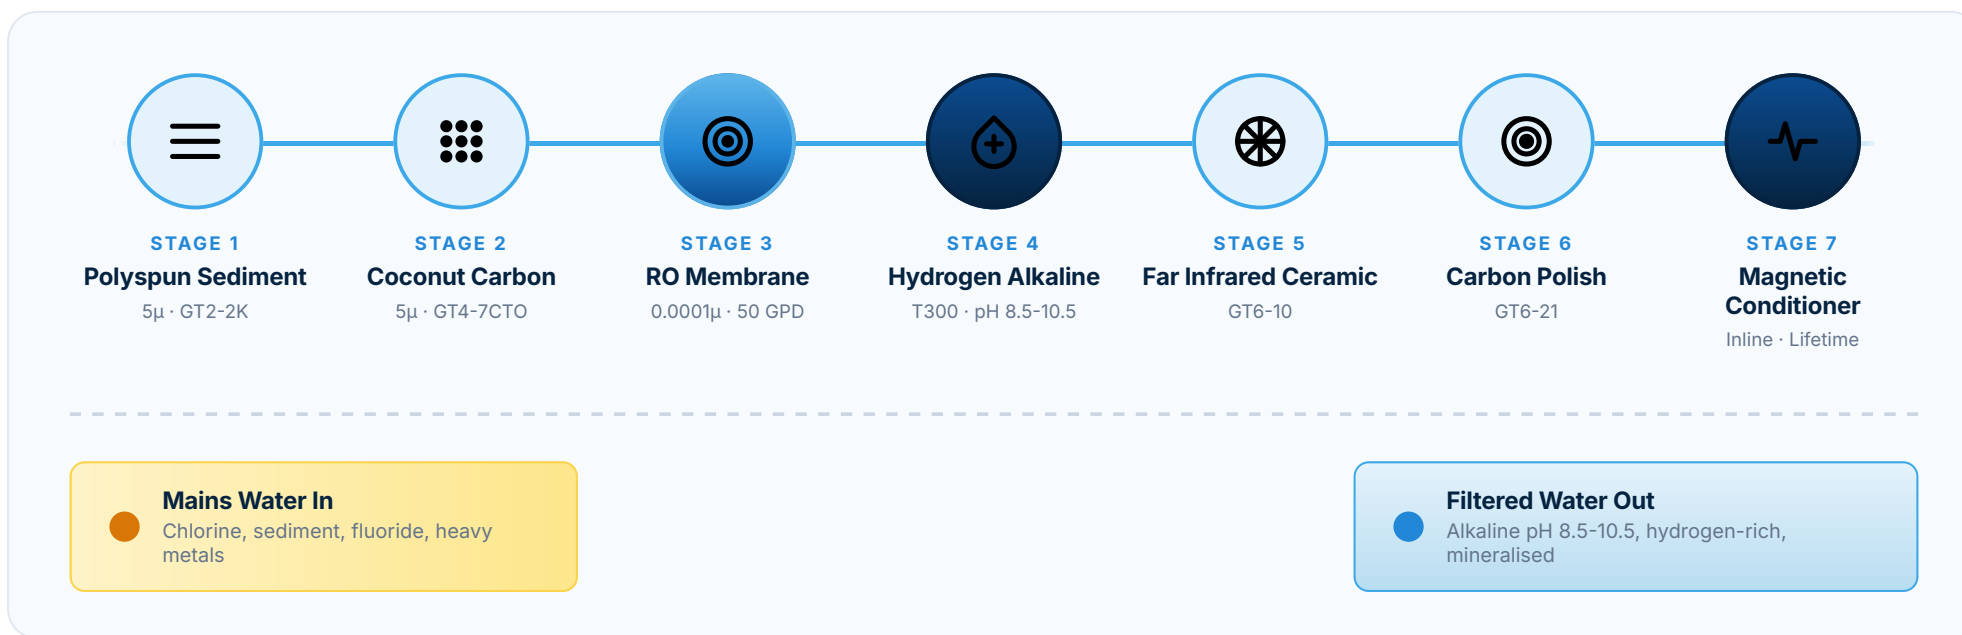 STAGE 1
Polyspun Sediment
5µ · GT2-2K
STAGE 2
Coconut Carbon
5µ · GT4-7CTO
STAGE 3
RO Membrane
0.0001µ · 50 GPD
STAGE 4
Hydrogen Alkaline
T300 · pH 8.5-10.5
STAGE 5
Far Infrared Ceramic
GT6-10
STAGE 6
Carbon Polish
GT6-21
STAGE 7
Magnetic
Conditioner
Inline · Lifetime
Mains Water In
Chlorine, sediment, fluoride, heavy
metals
Filtered Water Out
Alkaline pH 8.5-10.5, hydrogen-rich,
mineralised